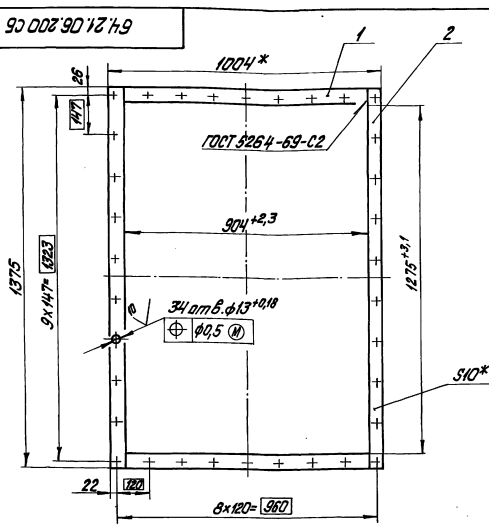 64.21.06.200 СБ
1
2
1004*
26
147
ГОСТ 5264-69-С2
904+2,3
1375
9×147= 1323
1275+3,1
34 отв. ф13+0,18
ф0,5 М
S10*
22
120
8×120= 960